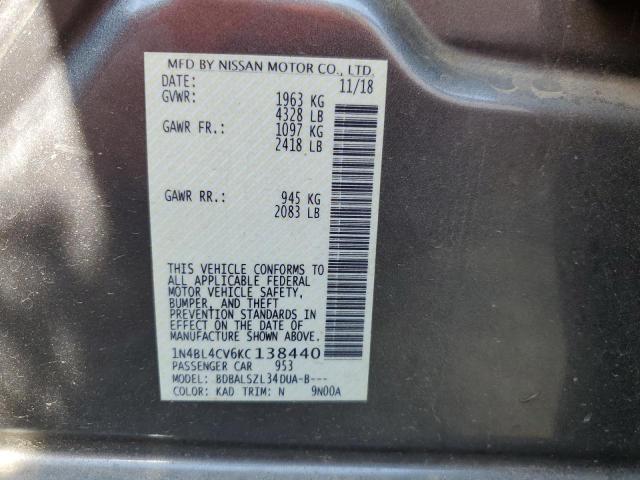 MFD BY NISSAN MOTOR CO., LTD.
DATE: 11/18
GVWR: 1963 KG
4328 LB
GAWR FR.: 1097 KG
2418 LB
GAWR RR.: 945 KG
2083 LB
THIS VEHICLE CONFORMS TO
ALL APPLICABLE FEDERAL
MOTOR VEHICLE SAFETY,
BUMPER, AND THEFT
PREVENTION STANDARDS IN
EFFECT ON THE DATE OF
MANUFACTURE SHOWN ABOVE.
1N4BL4CV6KC138440
PASSENGER CAR 953
MODEL: BDBALSZL34DUA-B---
COLOR: KAD TRIM: N 9N00A